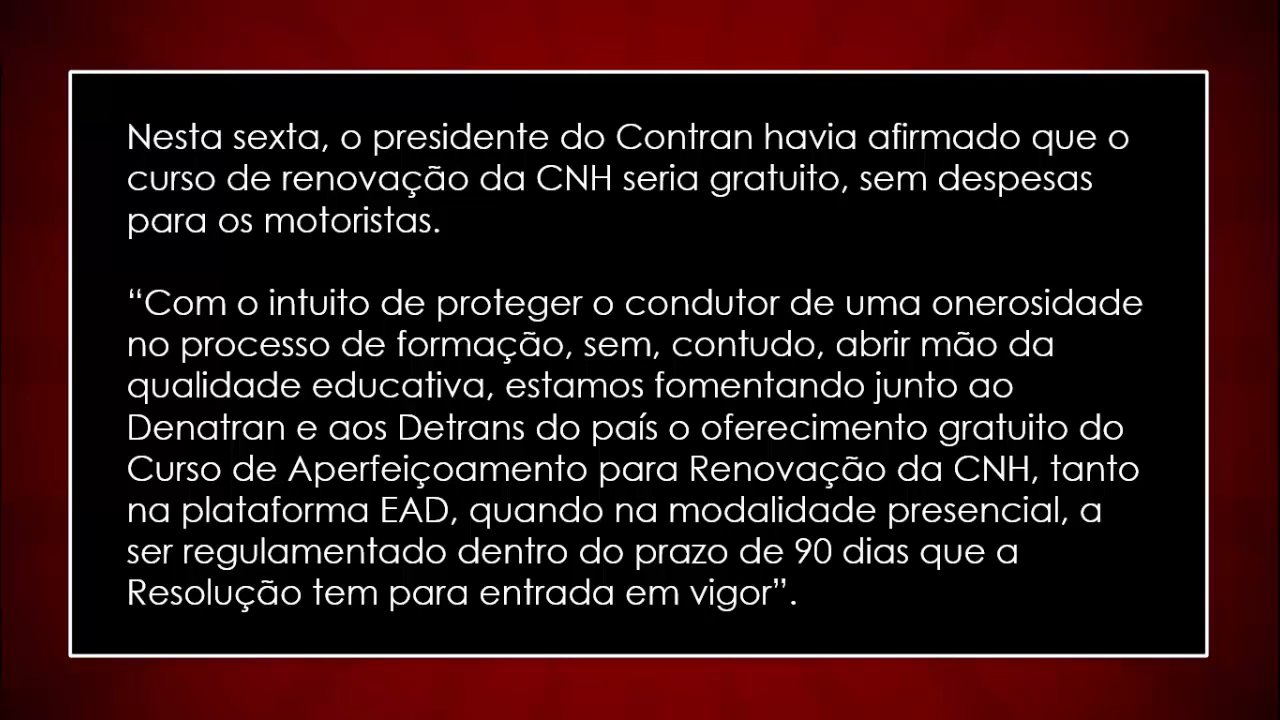 Nesta sexta, o presidente do Contran havia afirmado que o
curso de renovação da CNH seria gratuito, sem despesas
para os motoristas.
“Com o intuito de proteger o condutor de uma onerosidade
no processo de formação, sem, contudo, abrir mão da
qualidade educativa, estamos fomentando junto ao
Denatran e aos Detrans do país o oferecimento gratuito do
Curso de Aperfeiçoamento para Renovação da CNH, tanto
na plataforma EAD, quando na modalidade presencial, a
ser regulamentado dentro do prazo de 90 dias que a
Resolução tem para entrada em vigor”.